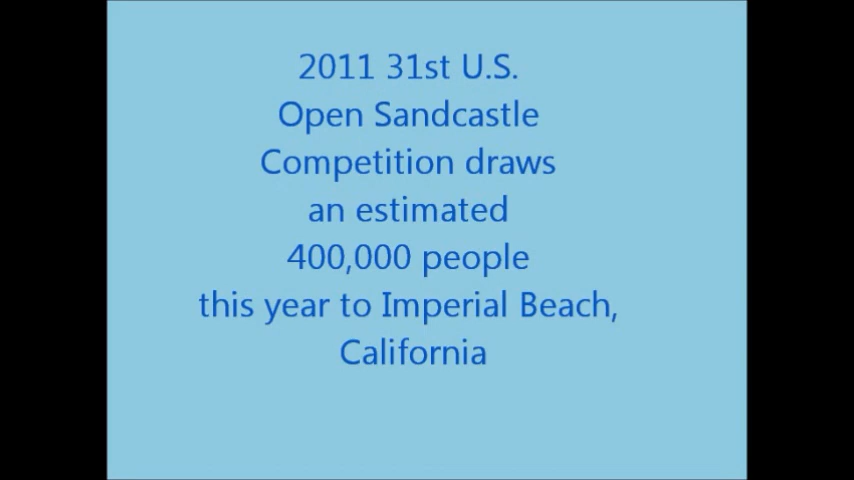 2011 31st U.S.
Open Sandcastle
Competition draws
an estimated
400,000 people
this year to Imperial Beach,
California